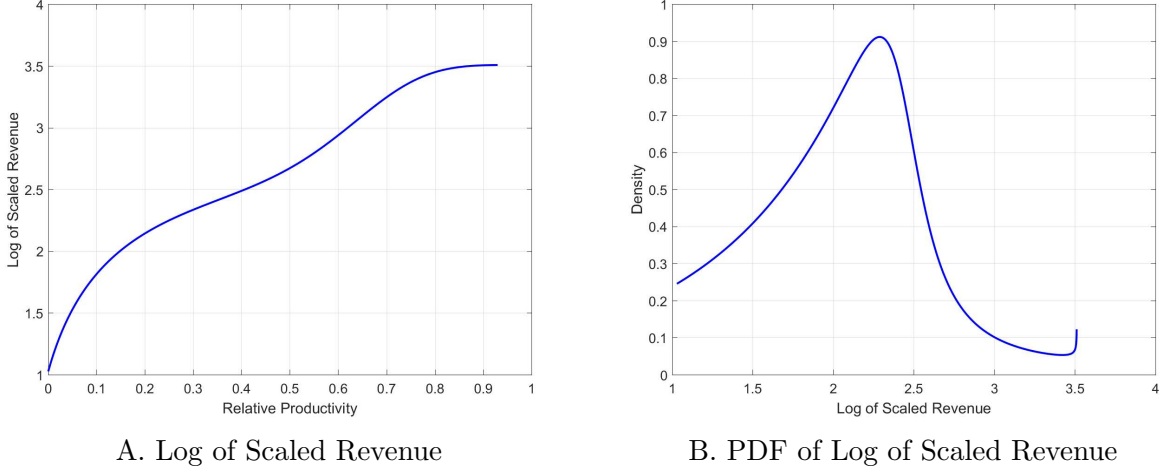 4
3.5
3
2.5
2
1.5
1
Log of Scaled Revenue
0 0.1 0.2 0.3 0.4 0.5 0.6 0.7 0.8 0.9 1
Relative Productivity
A. Log of Scaled Revenue
1
0.9
0.8
0.7
0.6
0.5
0.4
0.3
0.2
0.1
0
Density
1 1.5 2 2.5 3 3.5 4
Log of Scaled Revenue
B. PDF of Log of Scaled Revenue